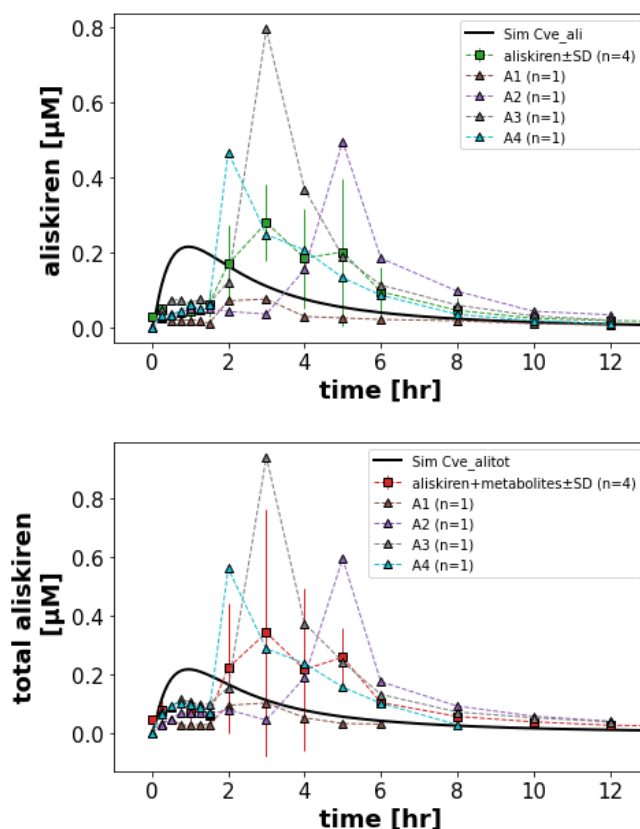 aliskiren [μM]
0.8
0.6
0.4
0.2
0.0
Sim Cve_ali
aliskiren±SD (n=4)
A1 (n=1)
A2 (n=1)
A3 (n=1)
A4 (n=1)
0 2 4 6 8 10 12
time [hr]
total aliskiren
[μM]
0.8
0.6
0.4
0.2
0.0
Sim Cve_alitot
aliskiren+metabolites±SD (n=4)
A1 (n=1)
A2 (n=1)
A3 (n=1)
A4 (n=1)
0 2 4 6 8 10 12
time [hr]